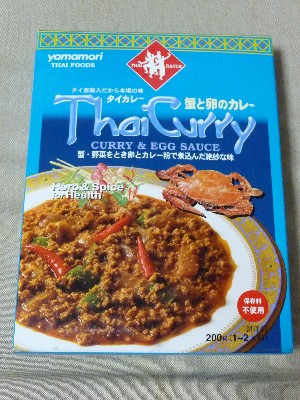 yamamori
THAI FOODS
THAI DANCE
タイ直輸入だから本場の味
タイカレー
蟹と卵のカレー
Thai Curry
CURRY & EGG SAUCE
蟹・野菜をとき卵とカレー粉で煮込んだ絶妙な味
Herb & Spice
for Health
保存料
不使用
200g